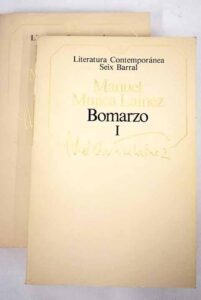 Literatura Contemporánea
Seix Barral
Manuel
Mujica Lainez
Bomarzo
I